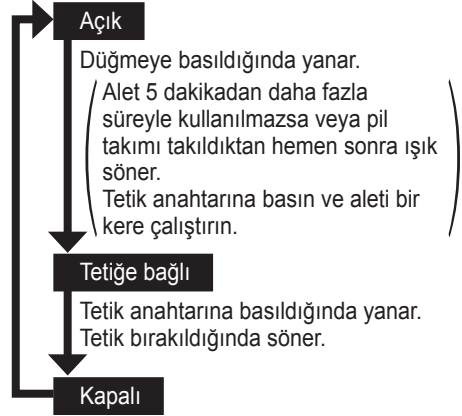 Açık
Düğmeye basıldığında yanar.
Alet 5 dakikadan daha fazla
süreyle kullanılmazsa veya pil
takımı takıldıktan hemen sonra ışık
söner.
Tetik anahtarına basın ve aleti bir
kere çalıştırın.
Tetiğe bağlı
Tetik anahtarına basıldığında yanar.
Tetik bırakıldığında söner.
Kapalı